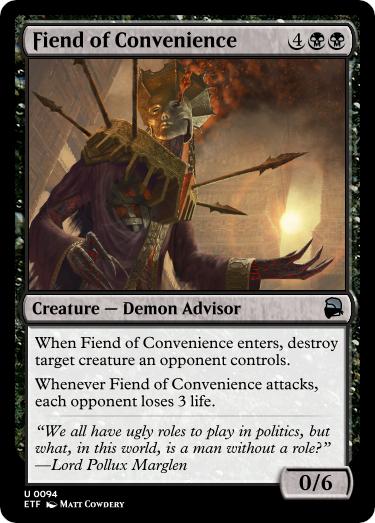 Fiend of Convenience 4
Creature — Demon Advisor
When Fiend of Convenience enters, destroy
target creature an opponent controls.
Whenever Fiend of Convenience attacks,
each opponent loses 3 life.
“We all have ugly roles to play in politics, but
what, in this world, is a man without a role?”
—Lord Pollux Marglen
0/6
U 0094
ETF Matt Cowdery